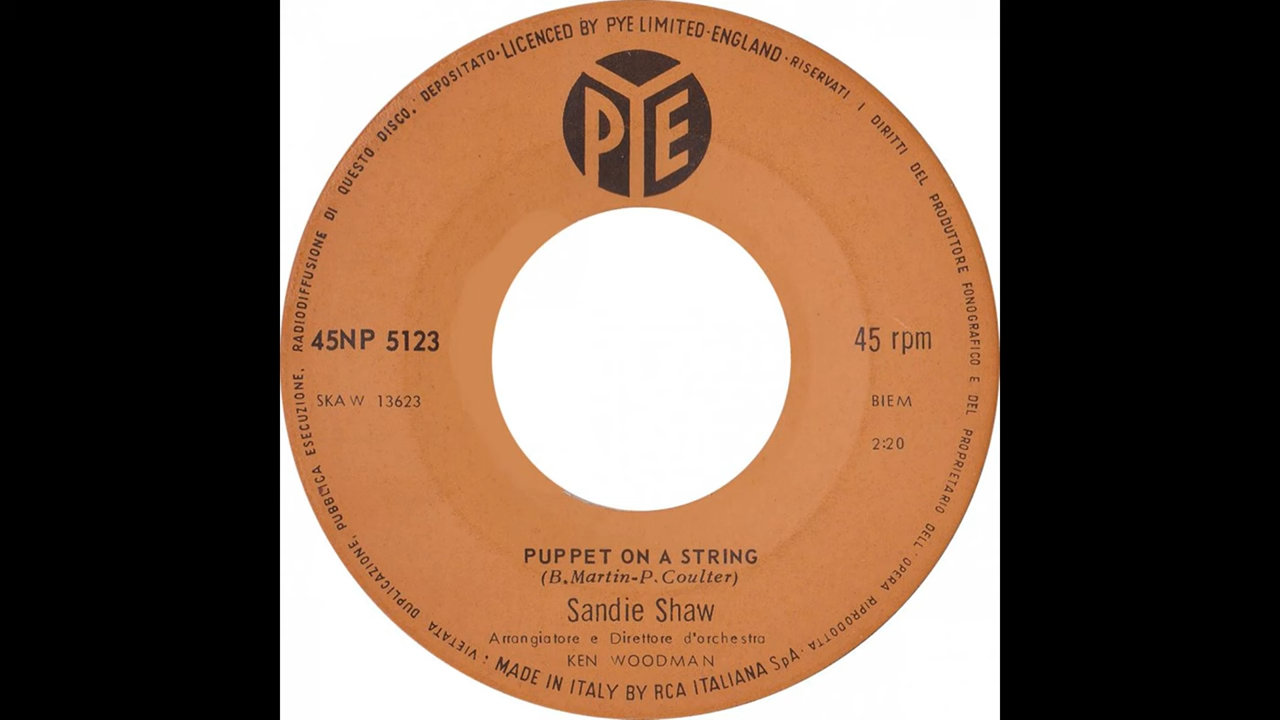 LICENCED BY PYE LIMITED-ENGLAND · RISERVATI I DIRITTI DEL PRODUTTORE FONOGRAFICO E DEL PROPRIETARIO DELL'OPERA RIPRODOTTA ·
PYE
45NP 5123
45 rpm
SKAW 13623
BIEM
2:20
PUPPET ON A STRING
(B.Martin-P.Coulter)
Sandie Shaw
Arrangiatore e Direttore d'orchestra
KEN WOODMAN
MADE IN ITALY BY RCA ITALIANA SpA
VIETATA DUPLICAZIONE, PUBBLICA ESECUZIONE, RADIODIFFUSIONE DI QUESTO DISCO. DEPOSITATO